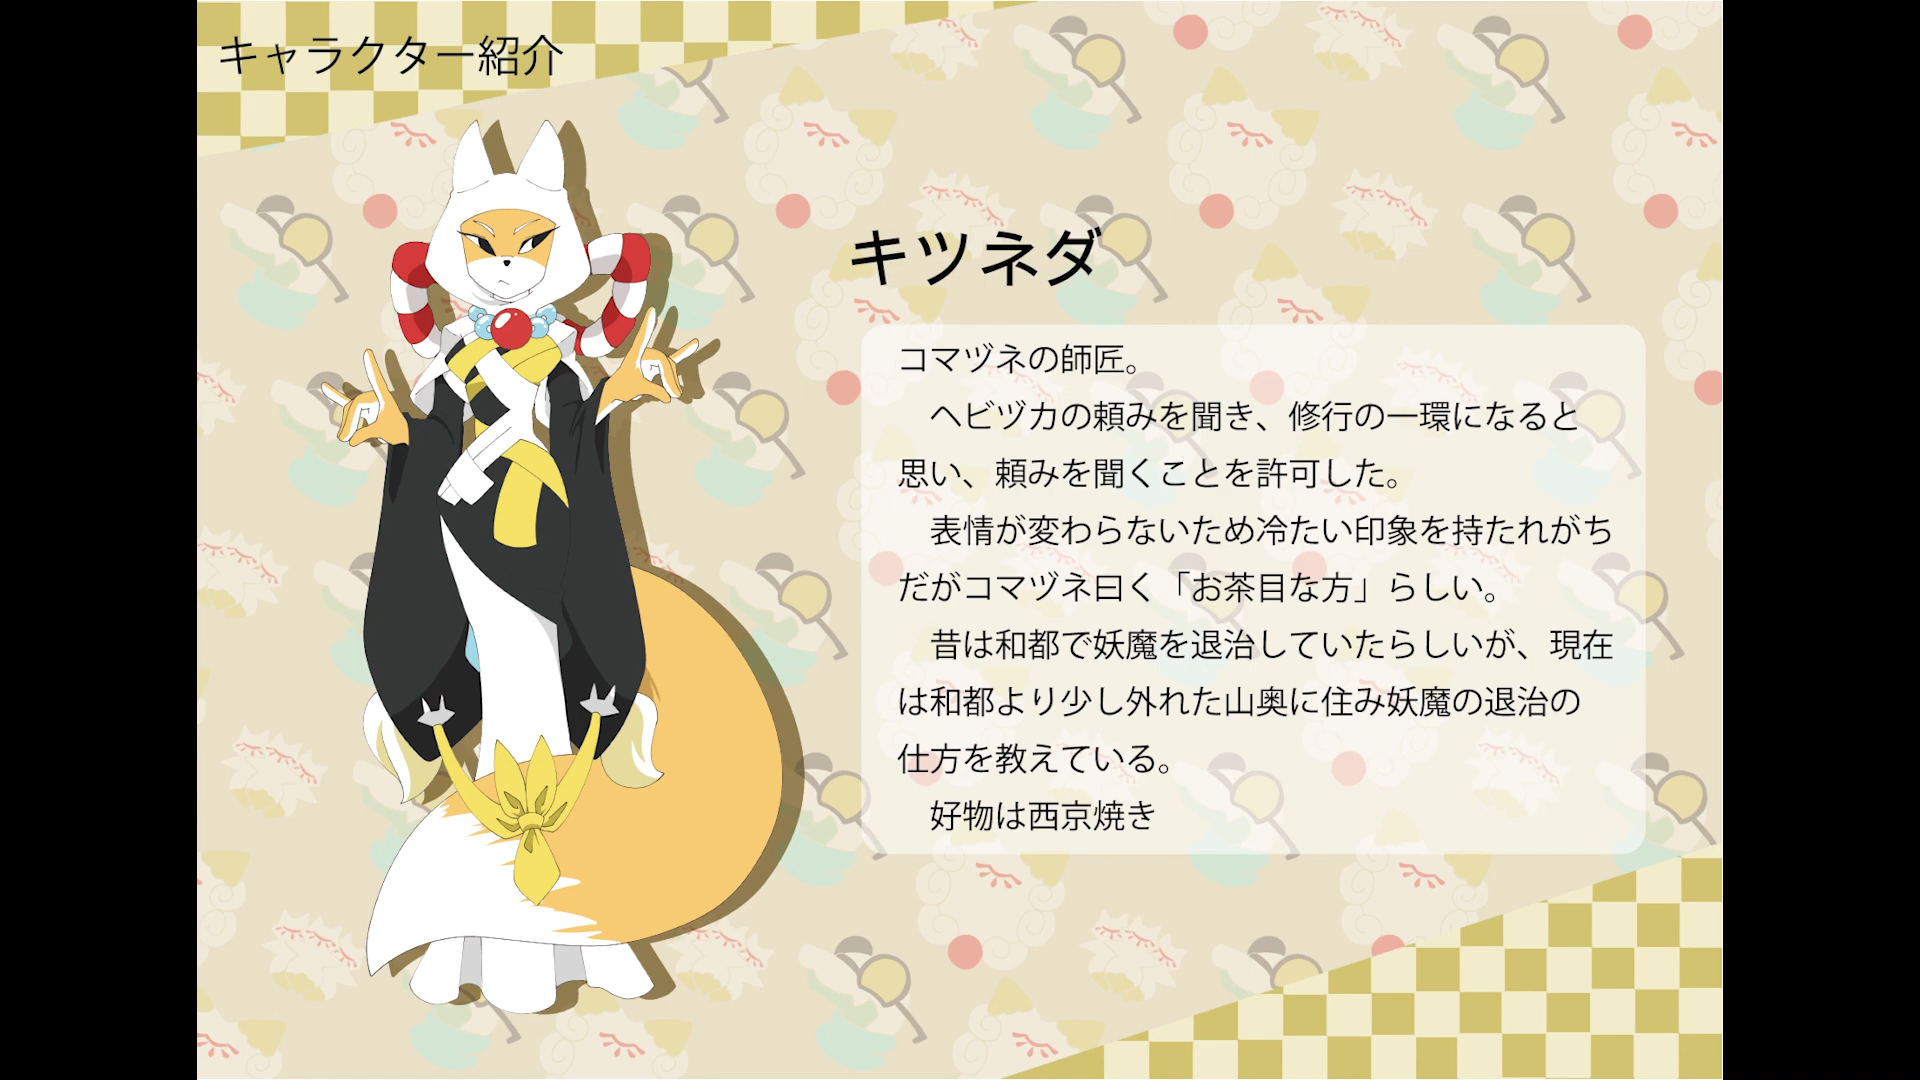 キャラクター紹介
キツネダ
コマヅネの師匠。
　ヘビヅカの頼みを聞き、修行の一環になると
思い、頼みを聞くことを許可した。
　表情が変わらないため冷たい印象を持たれがち
だがコマヅネ曰く「お茶目な方」らしい。
　昔は和都で妖魔を退治していたらしいが、現在
は和都より少し外れた山奥に住み妖魔の退治の
仕方を教えている。
　好物は西京焼き